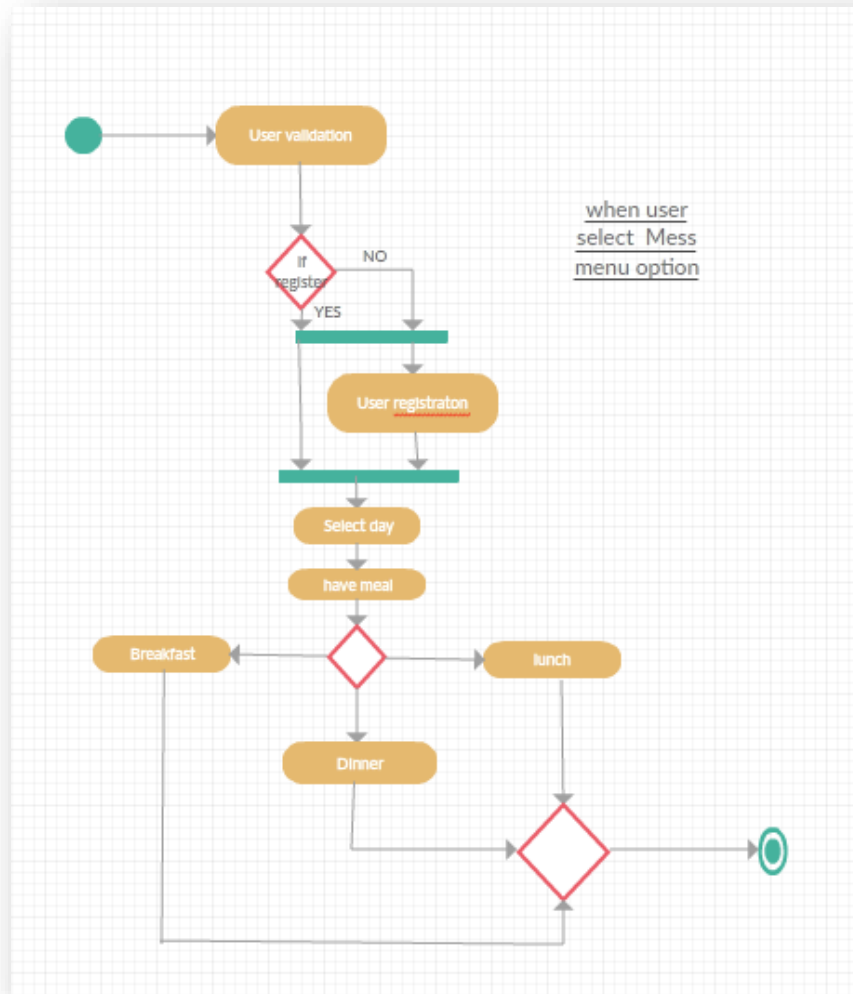 User validation
when user
select Mess
menu option
If
register
NO
YES
User registraton
Select day
have meal
Breakfast
lunch
Dinner